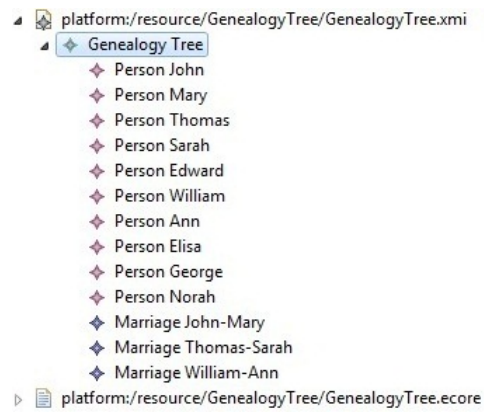 platform:/resource/GenealogyTree/GenealogyTree.xmi
Genealogy Tree
Person John
Person Mary
Person Thomas
Person Sarah
Person Edward
Person William
Person Ann
Person Elisa
Person George
Person Norah
Marriage John-Mary
Marriage Thomas-Sarah
Marriage William-Ann
platform:/resource/GenealogyTree/GenealogyTree.ecore